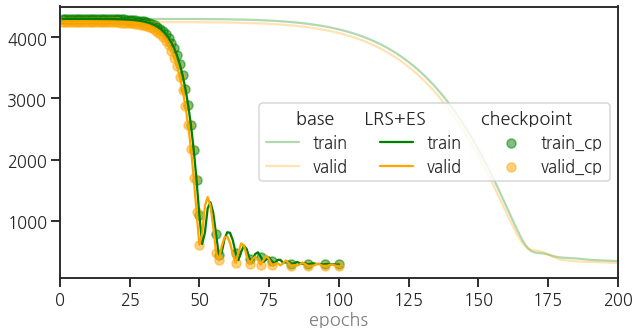 4000
3000
2000
1000
base LRS+ES checkpoint
train train train_cp
valid valid valid_cp
0 25 50 75 100 125 150 175 200
epochs